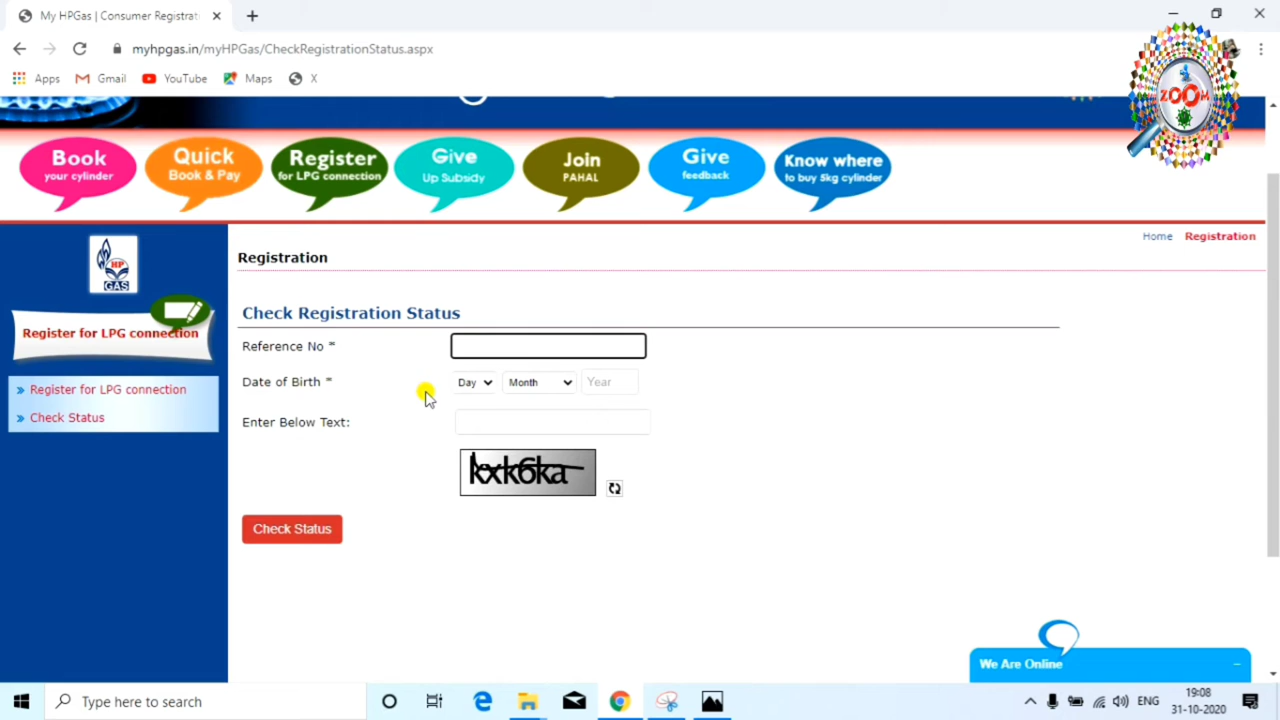 My HPGas | Consumer Registrat
myhpgas.in/myHPGas/CheckRegistrationStatus.aspx
Apps Gmail YouTube Maps X
ZOOM
Book your cylinder
Quick Book & Pay
Register for LPG connection
Give Up Subsidy
Join PAHAL
Give feedback
Know where to buy 5kg cylinder
Home Registration
HP GAS
Registration
Register for LPG connection
Register for LPG connection
Check Status
Check Registration Status
Reference No *
Date of Birth * Day Month Year
Enter Below Text:
kxk6ka
Check Status
We Are Online
Type here to search
ENG
19:08
31-10-2020